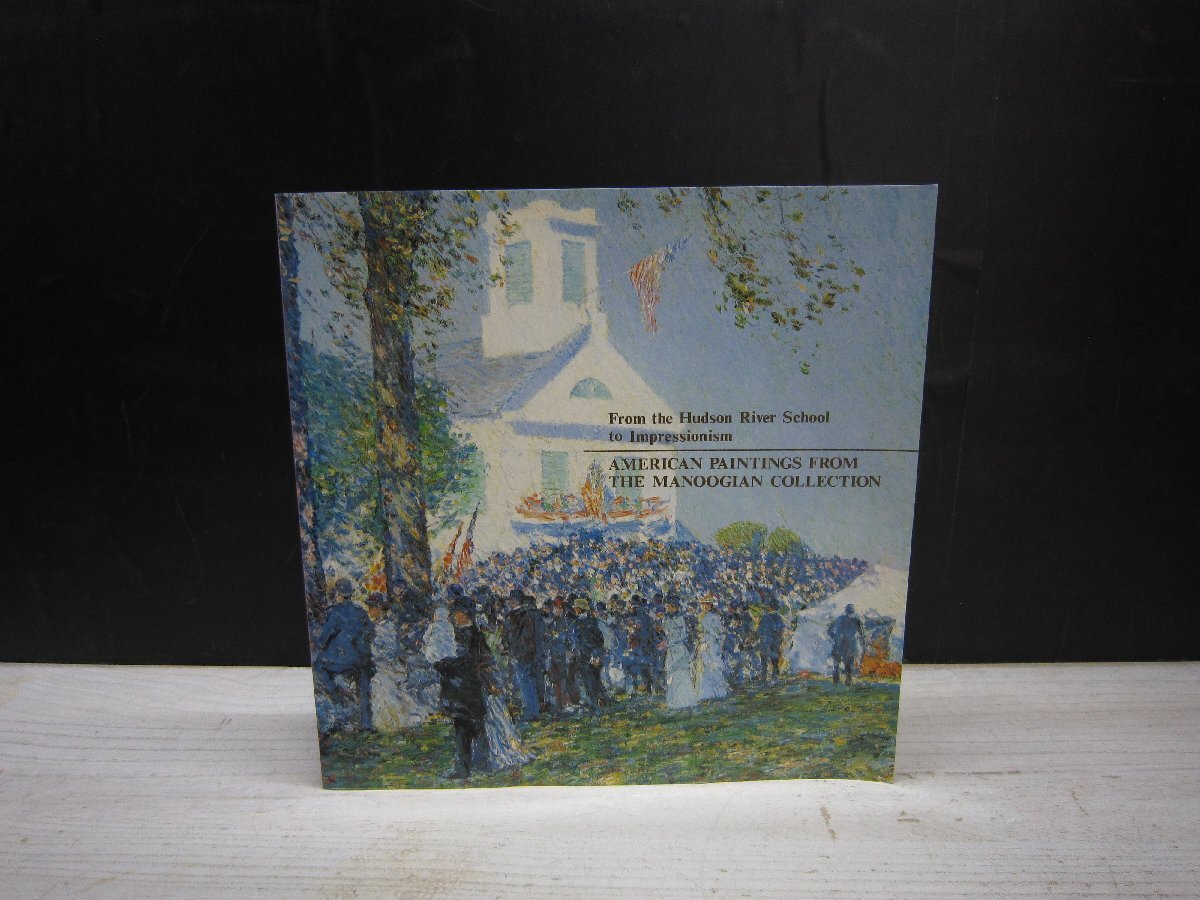 From the Hudson River School
to Impressionism
AMERICAN PAINTINGS FROM
THE MANOOGIAN COLLECTION